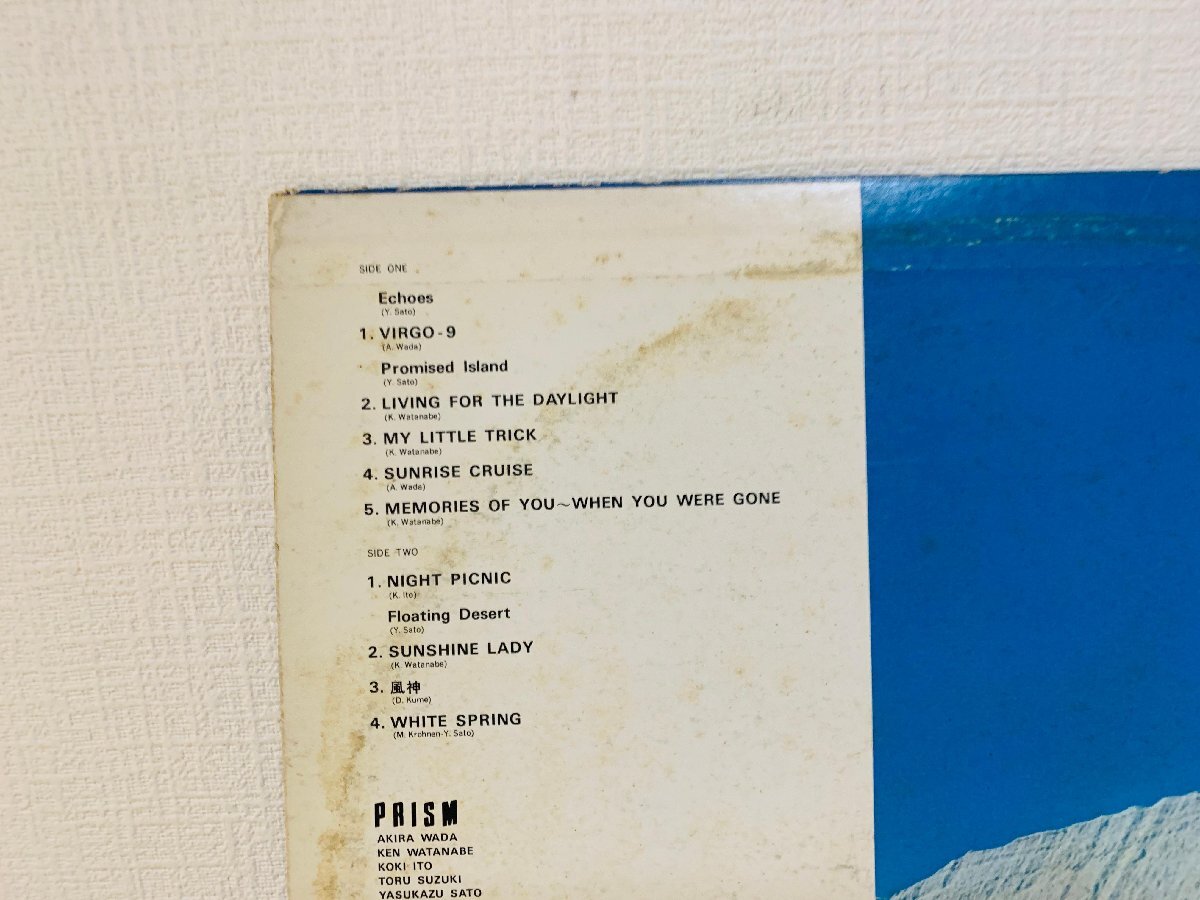 SIDE ONE
Echoes
(Y. Sato)
1. VIRGO-9
(A. Wada)
Promised Island
(Y. Sato)
2. LIVING FOR THE DAYLIGHT
(K. Watanabe)
3. MY LITTLE TRICK
(K. Watanabe)
4. SUNRISE CRUISE
(A. Wada)
5. MEMORIES OF YOU~WHEN YOU WERE GONE
(K. Watanabe)
SIDE TWO
1. NIGHT PICNIC
(K. Ito)
Floating Desert
(Y. Sato)
2. SUNSHINE LADY
(K. Watanabe)
3. 風神
(D. Kume)
4. WHITE SPRING
(M. Krohnen-Y. Sato)
PRISM
AKIRA WADA
KEN WATANABE
KOKI ITO
TORU SUZUKI
YASUKAZU SATO